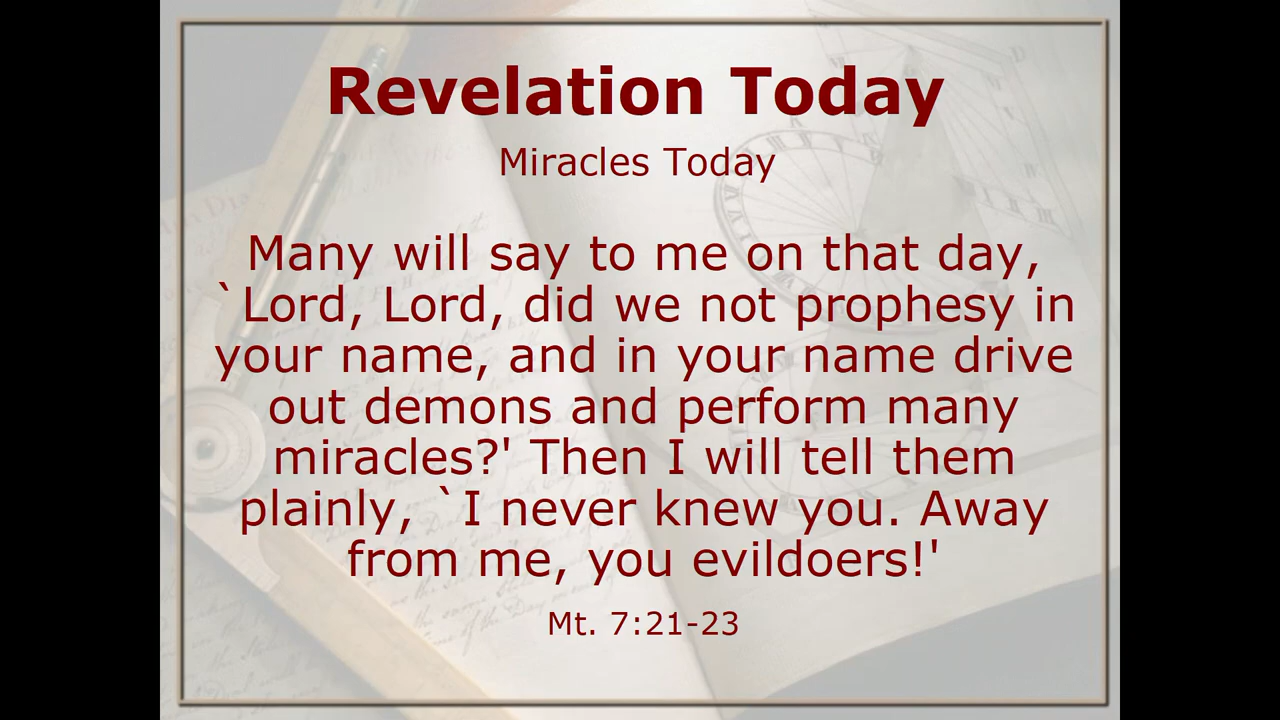 Revelation Today
Miracles Today
Many will say to me on that day,
`Lord, Lord, did we not prophesy in
your name, and in your name drive
out demons and perform many
miracles?' Then I will tell them
plainly, `I never knew you. Away
from me, you evildoers!'
Mt. 7:21-23